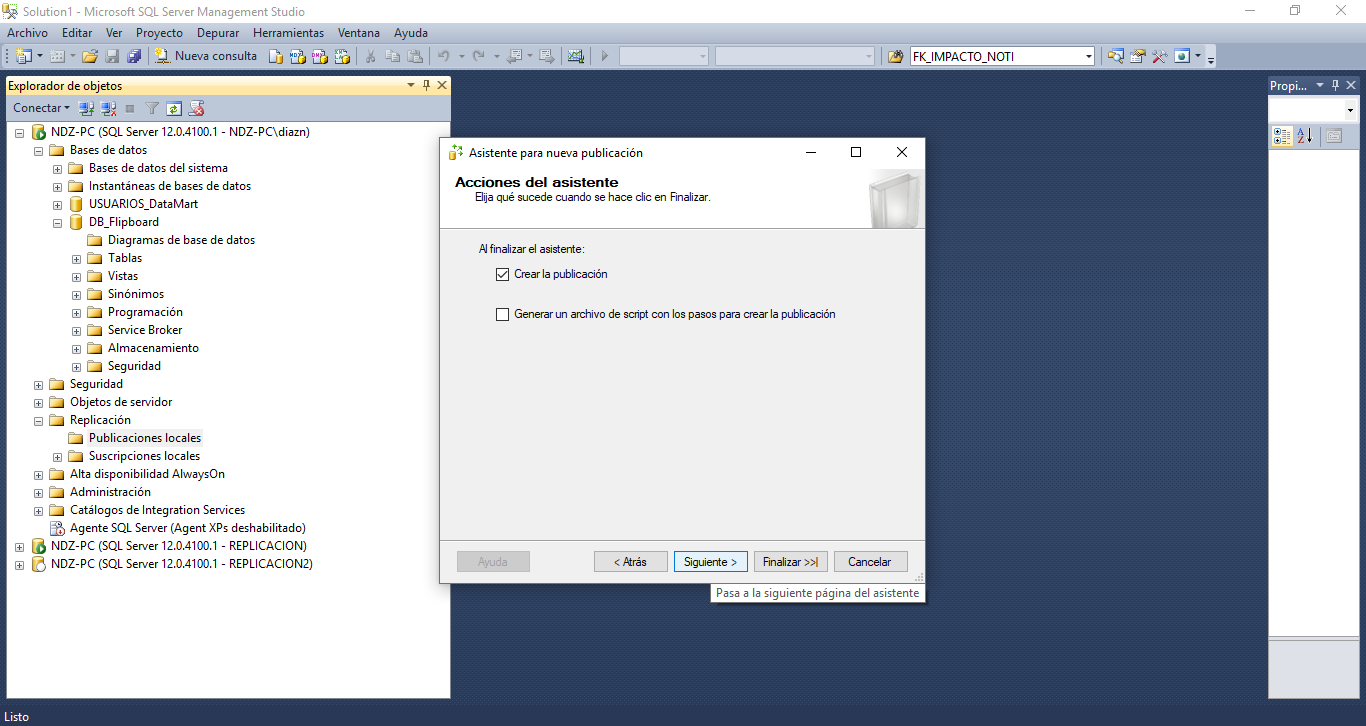 Solution1 - Microsoft SQL Server Management Studio
Archivo Editar Ver Proyecto Depurar Herramientas Ventana Ayuda
Nueva consulta
FK_IMPACTO_NOTI
Explorador de objetos
Conectar
NDZ-PC (SQL Server 12.0.4100.1 - NDZ-PC\diazn)
Bases de datos
Bases de datos del sistema
Instantáneas de bases de datos
USUARIOS_DataMart
DB_Flipboard
Diagramas de base de datos
Tablas
Vistas
Sinónimos
Programación
Service Broker
Almacenamiento
Seguridad
Seguridad
Objetos de servidor
Replicación
Publicaciones locales
Suscripciones locales
Alta disponibilidad AlwaysOn
Administración
Catálogos de Integration Services
Agente SQL Server (Agent XPs deshabilitado)
NDZ-PC (SQL Server 12.0.4100.1 - REPLICACION)
NDZ-PC (SQL Server 12.0.4100.1 - REPLICACION2)
Asistente para nueva publicación
Acciones del asistente
Elija qué sucede cuando se hace clic en Finalizar.
Al finalizar el asistente:
Crear la publicación
Generar un archivo de script con los pasos para crear la publicación
Ayuda < Atrás Siguiente > Finalizar >>| Cancelar
Pasa a la siguiente página del asistente
Propi...
Listo